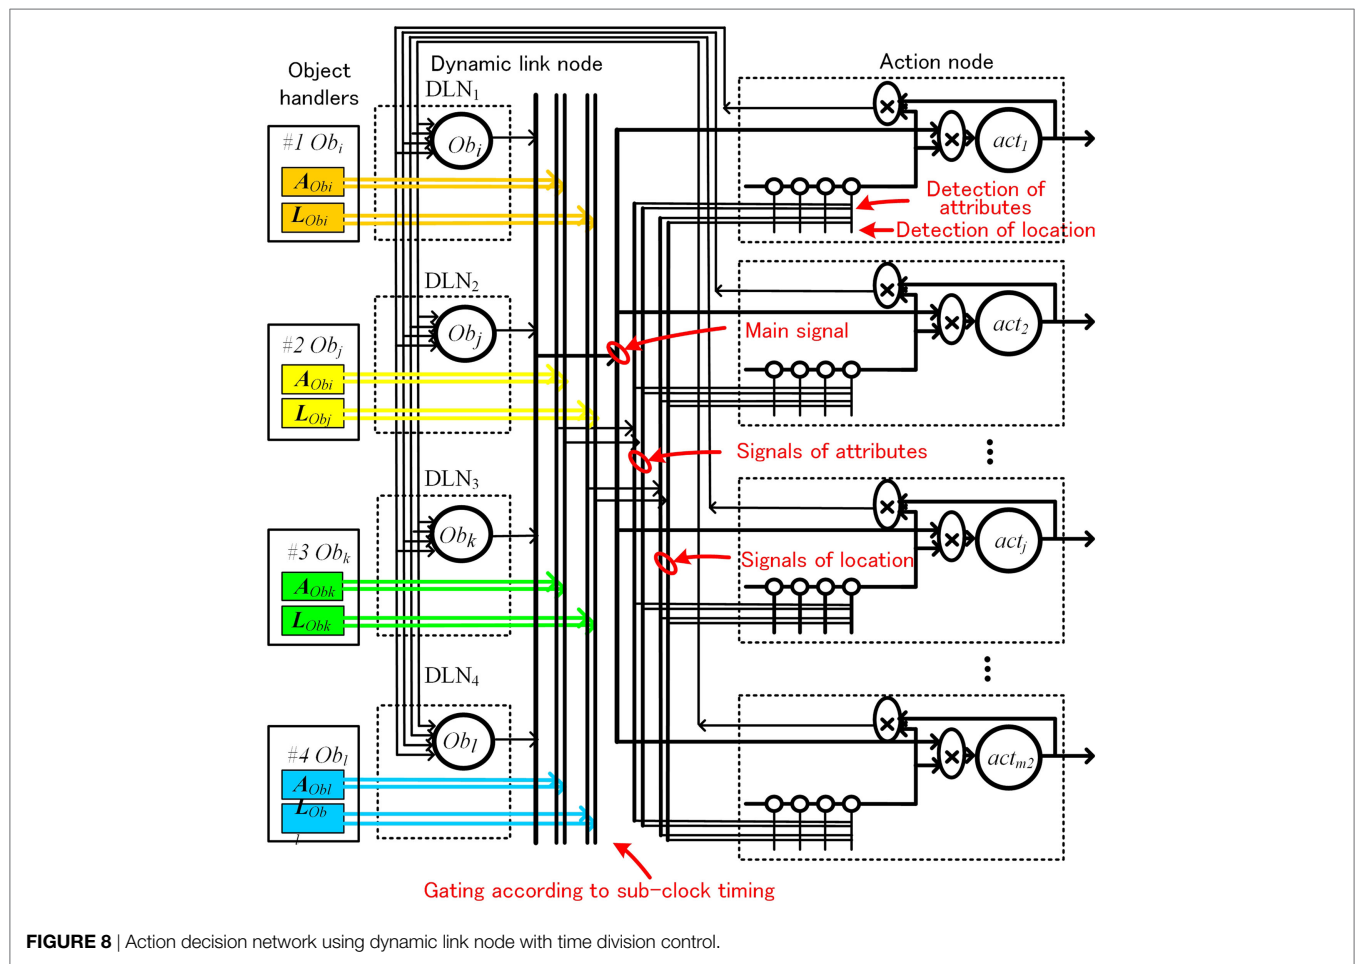 Object
handlers
Dynamic link node
Action node
DLN1
#1 Obi
AObi
LObi
Obi
act1
Detection of
attributes
Detection of location
DLN2
#2 Obj
AObi
LObj
Obj
act2
Main signal
Signals of attributes
DLN3
#3 Obk
AObk
LObk
Obk
actj
Signals of location
DLN4
#4 Obl
AObl
LOb
l
Obl
actm2
Gating according to sub-clock timing
FIGURE 8 | Action decision network using dynamic link node with time division control.